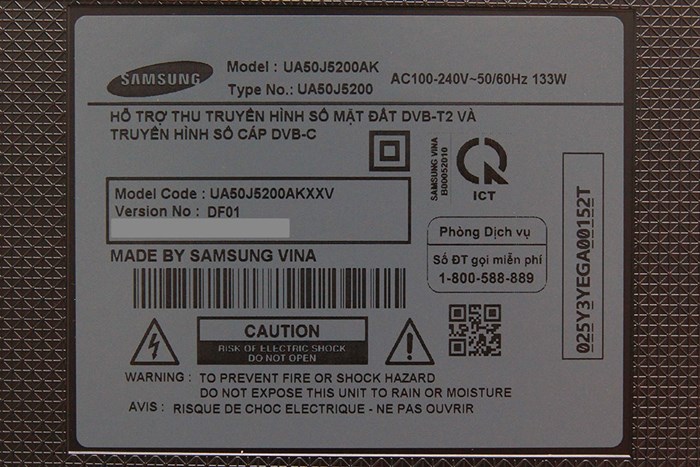 SAMSUNG
Model : UA50J5200AK
Type No.: UA50J5200
AC100-240V~50/60Hz 133W
HỖ TRỢ THU TRUYỀN HÌNH SỐ MẶT ĐẤT DVB-T2 VÀ
TRUYỀN HÌNH SỐ CÁP DVB-C
SAMSUNG VINA
B00052010
ICT
Model Code : UA50J5200AKXXV
Version No : DF01
Phòng Dịch vụ
Số ĐT gọi miễn phí
1-800-588-889
025Y3YEGA00152T
MADE BY SAMSUNG VINA
CAUTION
RISK OF ELECTRIC SHOCK
DO NOT OPEN
WARNING : TO PREVENT FIRE OR SHOCK HAZARD
DO NOT EXPOSE THIS UNIT TO RAIN OR MOISTURE
AVIS : RISQUE DE CHOC ELECTRIQUE - NE PAS OUVRIR